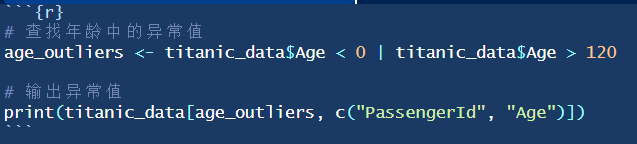 ```{r}
# 查找年龄中的异常值
age_outliers <- titanic_data$Age < 0 | titanic_data$Age > 120
# 输出异常值
print(titanic_data[age_outliers, c("PassengerId", "Age")])
```